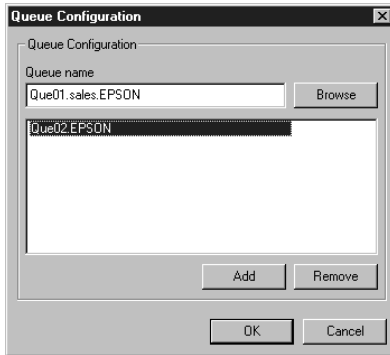 Queue Configuration
Queue Configuration
Queue name
Que01.sales.EPSON
Browse
Que02.EPSON
Add Remove
OK Cancel